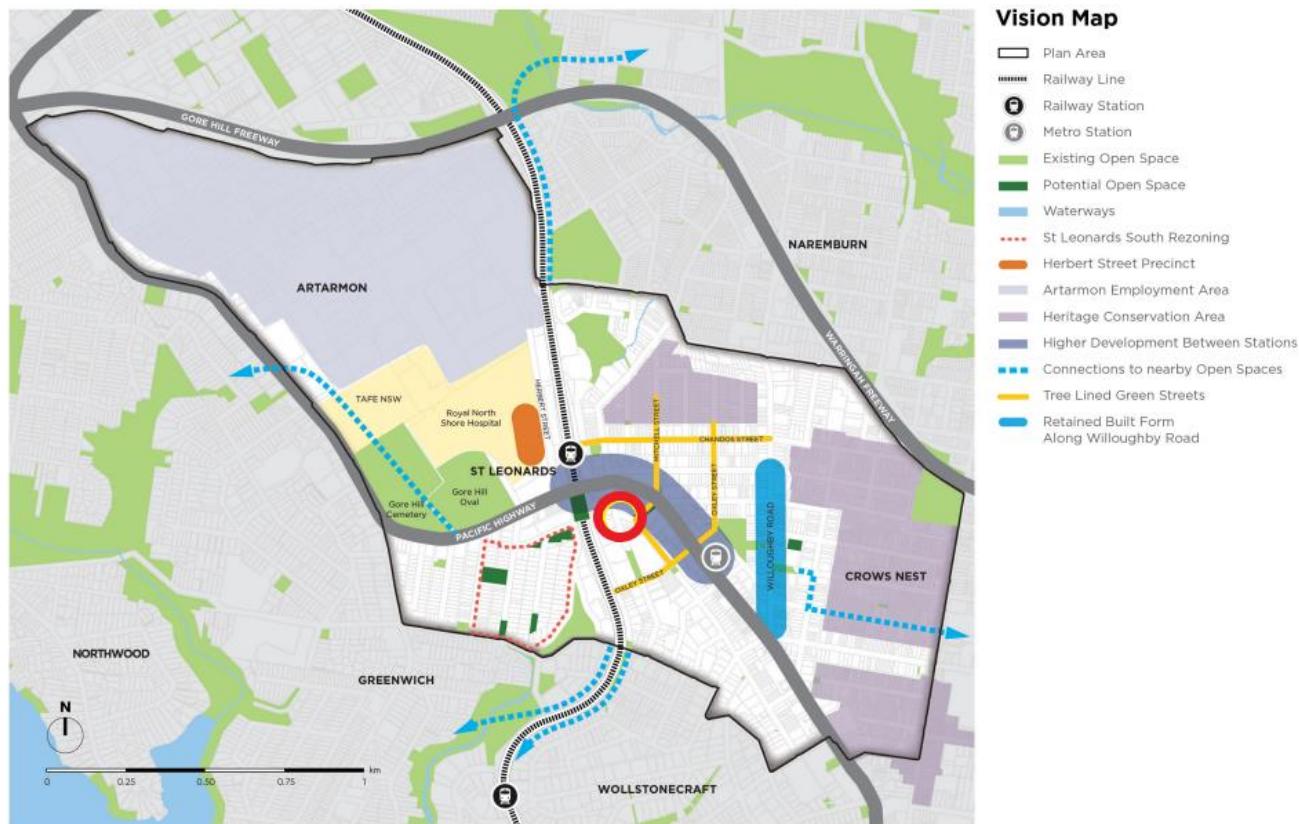 Vision Map
Plan Area
Railway Line
Railway Station
Metro Station
Existing Open Space
Potential Open Space
Waterways
St Leonards South Rezoning
Herbert Street Precinct
Artarmon Employment Area
Heritage Conservation Area
Higher Development Between Stations
Connections to nearby Open Spaces
Tree Lined Green Streets
Retained Built Form
Along Willoughby Road
GORE HILL FREEWAY
NAREMBURN
ARTARMON
WARRINGAH FREEWAY
TAFE NSW
HERBERT STREET
Royal North
Shore Hospital
MITCHELL STREET
CHANDOS STREET
ST LEONARDS
OXLEY STREET
Gore Hill
Oval
Gore Hill
Cemetery
PACIFIC HIGHWAY
WILLOUGHBY ROAD
CROWS NEST
OXLEY STREET
NORTHWOOD
GREENWICH
WOLLSTONECRAFT
N
km
0 0.25 0.50 0.75 1